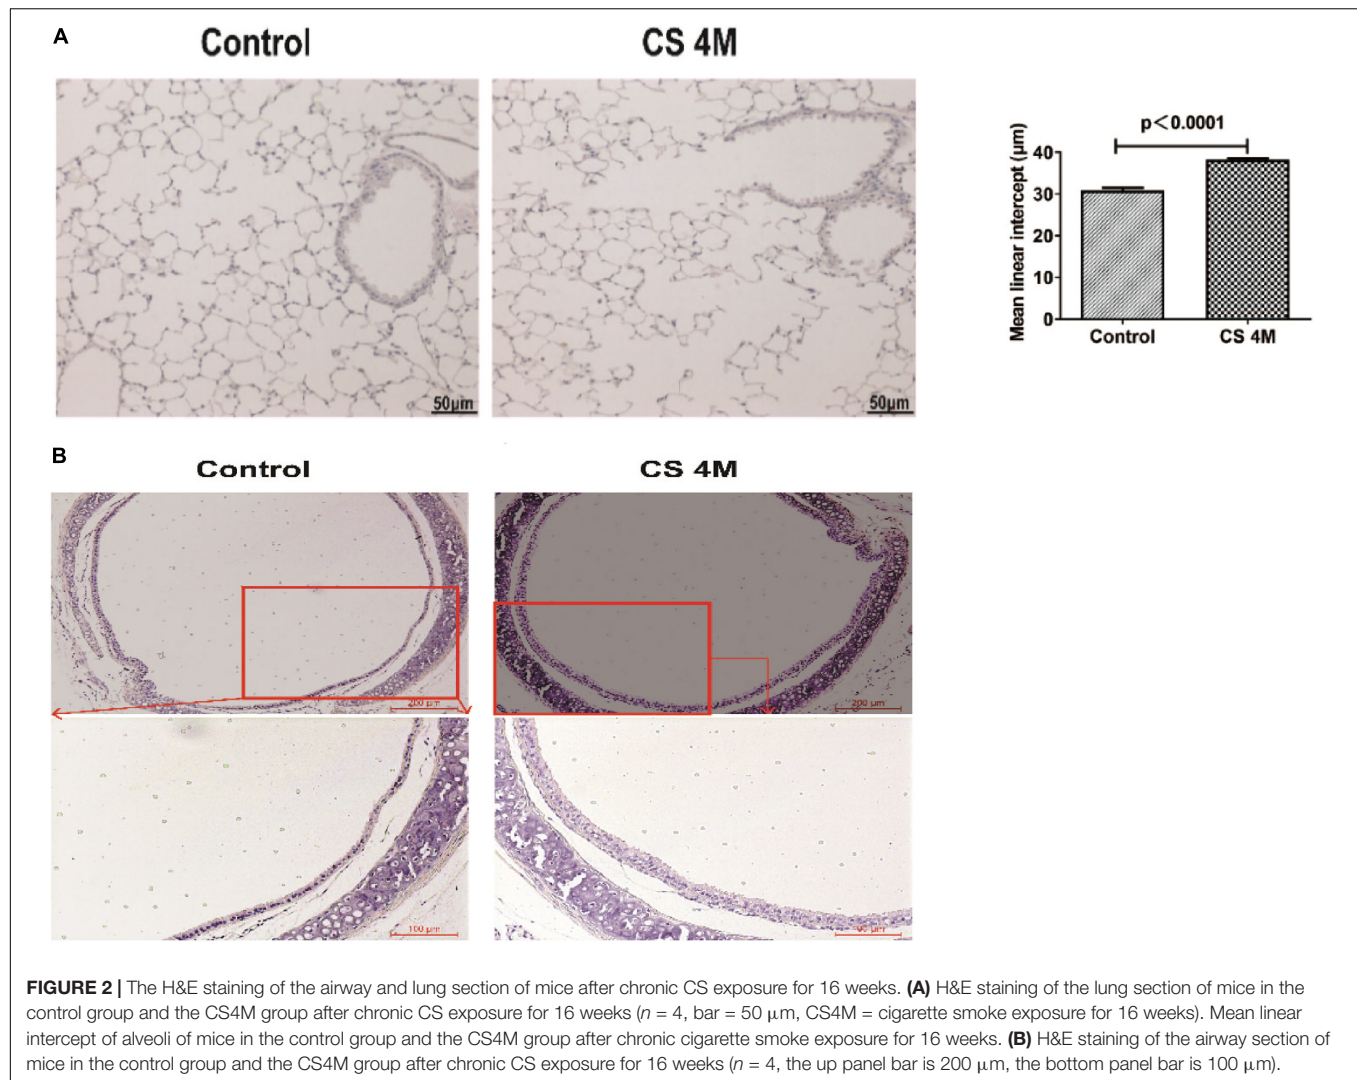 A
Control
CS 4M
50μm
50μm
p<0.0001
Mean linear intercept (μm)
40
30
20
10
0
Control
CS 4M
B
Control
CS 4M
200 μm
200 μm
100 μm
FIGURE 2 | The H&E staining of the airway and lung section of mice after chronic CS exposure for 16 weeks. (A) H&E staining of the lung section of mice in the
control group and the CS4M group after chronic CS exposure for 16 weeks (n = 4, bar = 50 μm, CS4M = cigarette smoke exposure for 16 weeks). Mean linear
intercept of alveoli of mice in the control group and the CS4M group after chronic cigarette smoke exposure for 16 weeks. (B) H&E staining of the airway section of
mice in the control group and the CS4M group after chronic CS exposure for 16 weeks (n = 4, the up panel bar is 200 μm, the bottom panel bar is 100 μm).